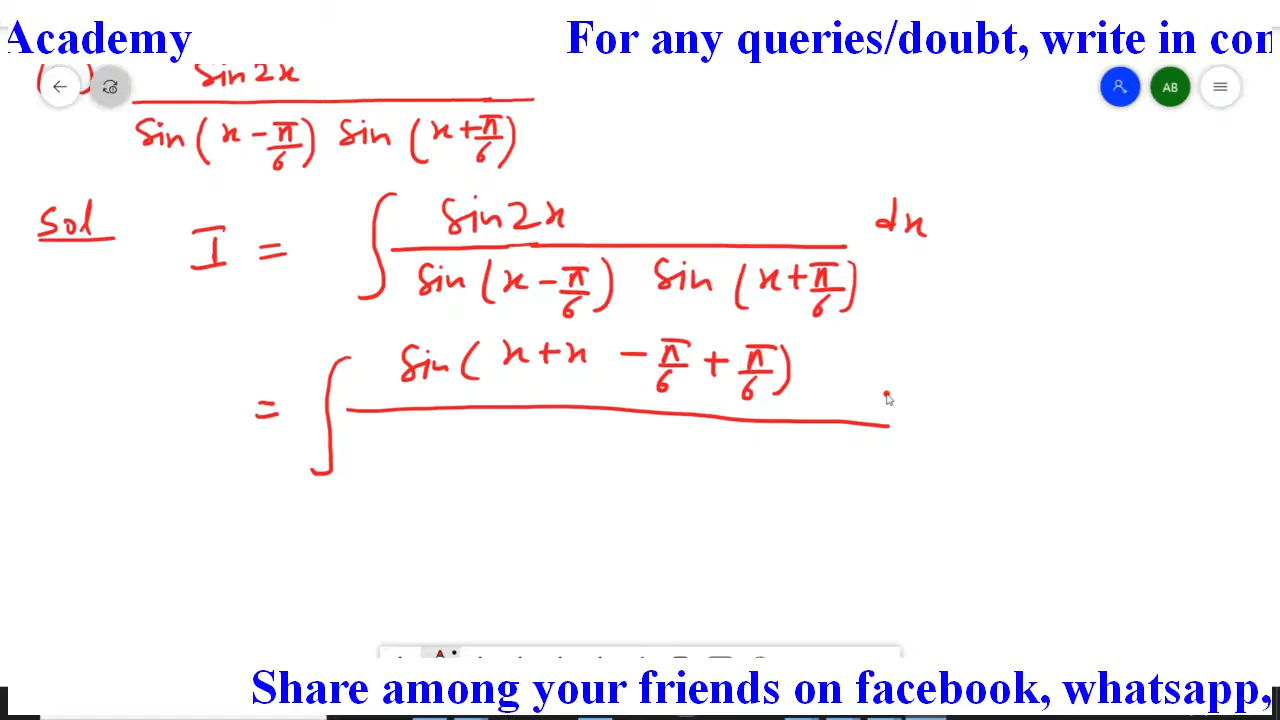 Academy For any queries/doubt, write in con
sin 2x
sin(x - π/6) sin(x + π/6)
Sol I = ∫ sin 2x / sin(x - π/6) sin(x + π/6) dx
= ∫ sin(x + x - π/6 + π/6)
AB
Share among your friends on facebook, whatsapp,